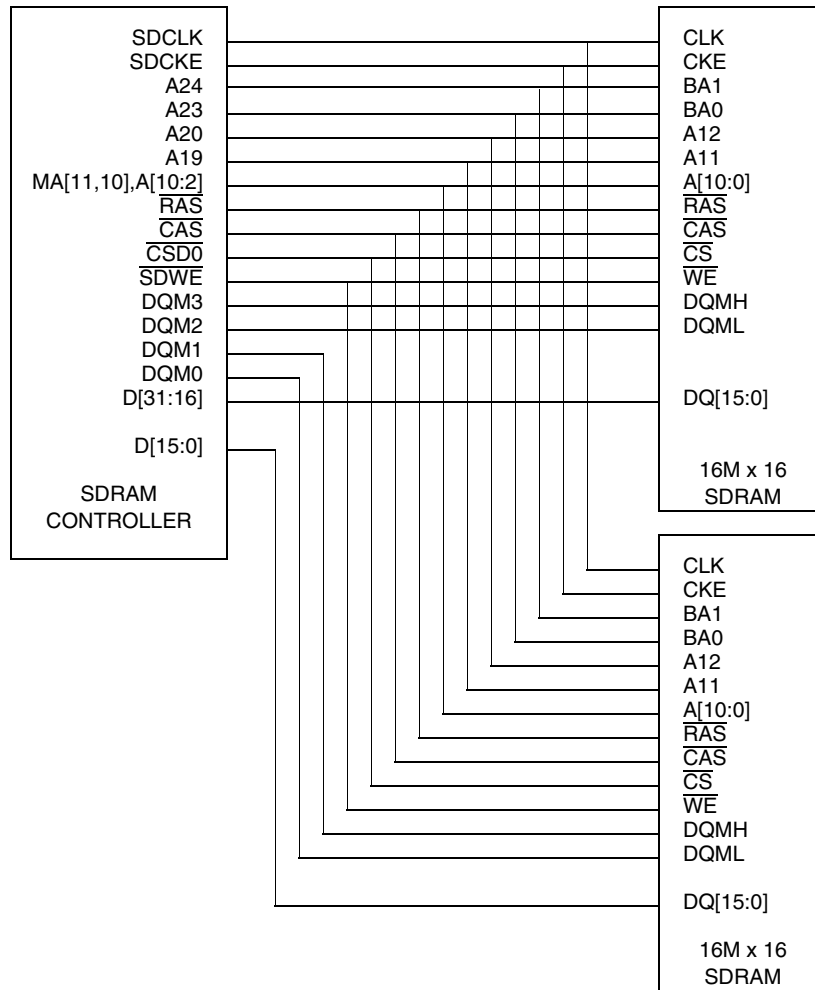 SDCLK
SDCKE
A24
A23
A20
A19
MA[11,10],A[10:2]
RAS
CAS
CSD0
SDWE
DQM3
DQM2
DQM1
DQM0
D[31:16]
D[15:0]
SDRAM
CONTROLLER
CLK
CKE
BA1
BA0
A12
A11
A[10:0]
RAS
CAS
CS
WE
DQMH
DQML
DQ[15:0]
16M x 16
SDRAM
CLK
CKE
BA1
BA0
A12
A11
A[10:0]
RAS
CAS
CS
WE
DQMH
DQML
DQ[15:0]
16M x 16
SDRAM